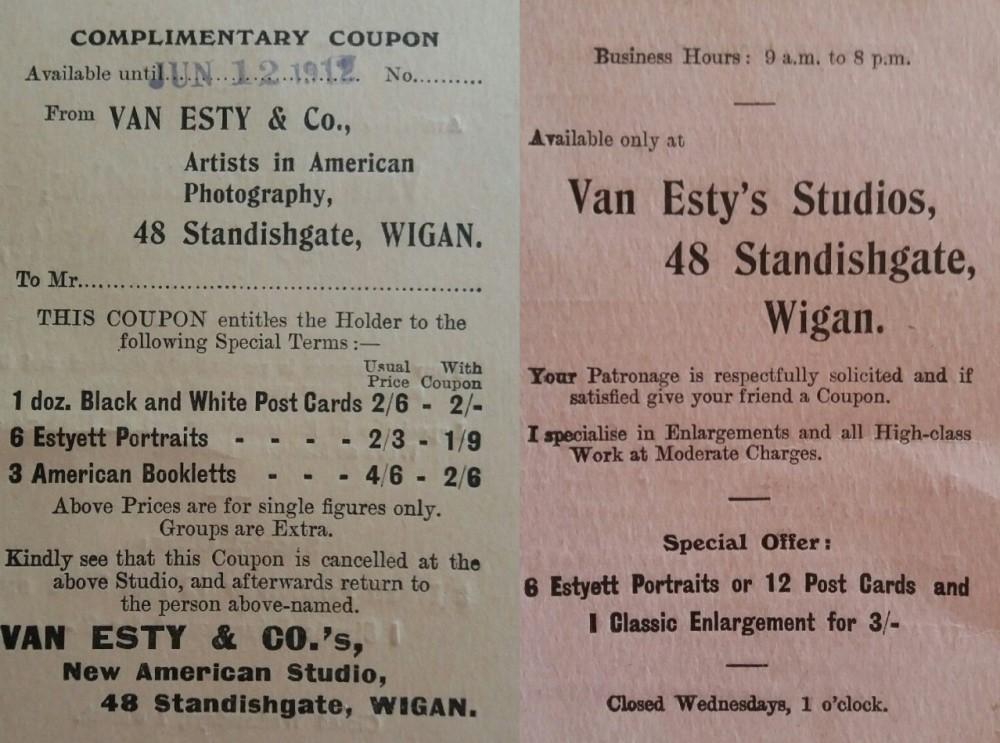 COMPLIMENTARY COUPON
Available until JUN 12 1912 No..........
From VAN ESTY & Co.,
Artists in American
Photography,
48 Standishgate, WIGAN.
To Mr..........................................................
THIS COUPON entitles the Holder to the
following Special Terms :—
Usual With
Price Coupon
1 doz. Black and White Post Cards 2/6 - 2/-
6 Estyett Portraits - - - - 2/3 - 1/9
3 American Bookletts - - - 4/6 - 2/6
Above Prices are for single figures only.
Groups are Extra.
Kindly see that this Coupon is cancelled at the
above Studio, and afterwards return to
the person above-named.
VAN ESTY & CO.'s,
New American Studio,
48 Standishgate, WIGAN.
Business Hours: 9 a.m. to 8 p.m.
Available only at
Van Esty's Studios,
48 Standishgate,
Wigan.
Your Patronage is respectfully solicited and if
satisfied give your friend a Coupon.
I specialise in Enlargements and all High-class
Work at Moderate Charges.
Special Offer:
6 Estyett Portraits or 12 Post Cards and
1 Classic Enlargement for 3/-
Closed Wednesdays, 1 o'clock.